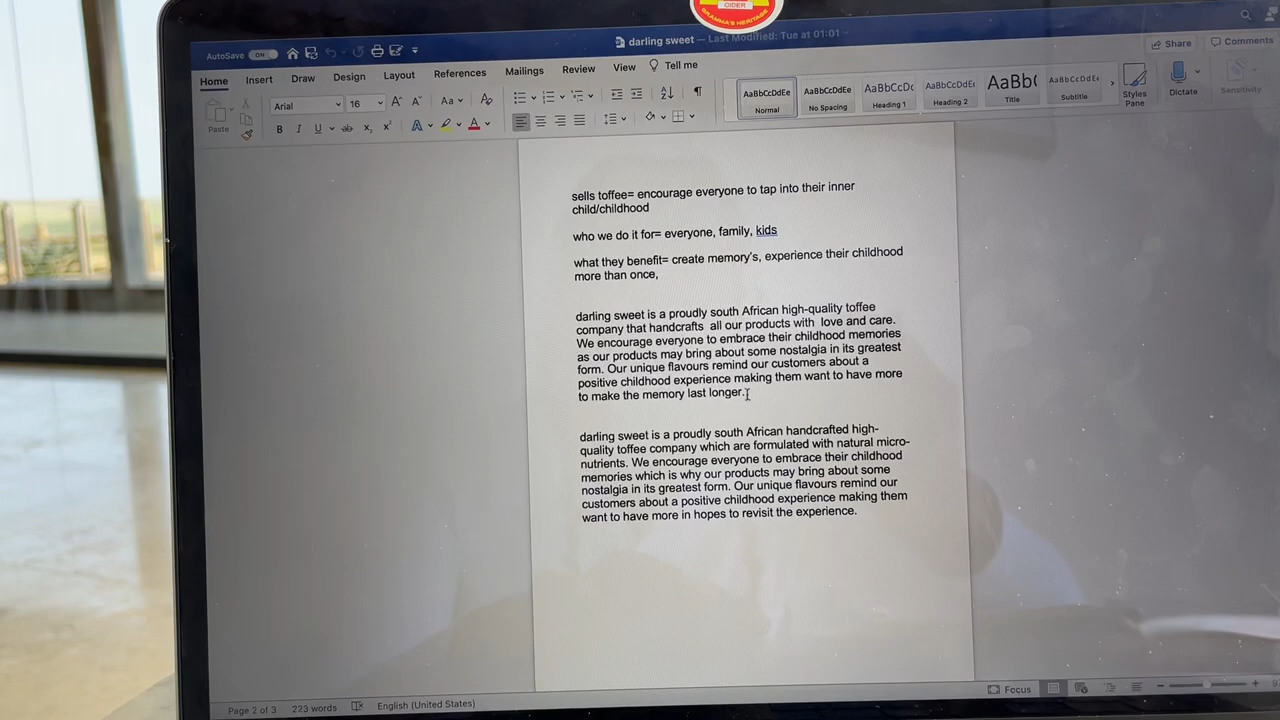 CIDER
GRAMMA'S HERITAGE
AutoSave ON
darling sweet — Last Modified: Tue at 01:01
Share
Comments
Home Insert Draw Design Layout References Mailings Review View Tell me
Paste
Arial 16
Aa
B I U ab x₂ x²
A A
AaBbCcDdEe
Normal
AaBbCcDdEe
No Spacing
AaBbCcDc
Heading 1
AaBbCcDdEe
Heading 2
AaBb(
Title
AaBbCcDdEe
Subtitle
Styles
Pane
Dictate
Sensitivity
sells toffee= encourage everyone to tap into their inner
child/childhood
who we do it for= everyone, family, kids
what they benefit= create memory's, experience their childhood
more than once,
darling sweet is a proudly south African high-quality toffee
company that handcrafts  all our products with  love and care.
We encourage everyone to embrace their childhood memories
as our products may bring about some nostalgia in its greatest
form. Our unique flavours remind our customers about a
positive childhood experience making them want to have more
to make the memory last longer.
darling sweet is a proudly south African handcrafted high-
quality toffee company which are formulated with natural micro-
nutrients. We encourage everyone to embrace their childhood
memories which is why our products may bring about some
nostalgia in its greatest form. Our unique flavours remind our
customers about a positive childhood experience making them
want to have more in hopes to revisit the experience.
Page 2 of 3 223 words English (United States)
Focus